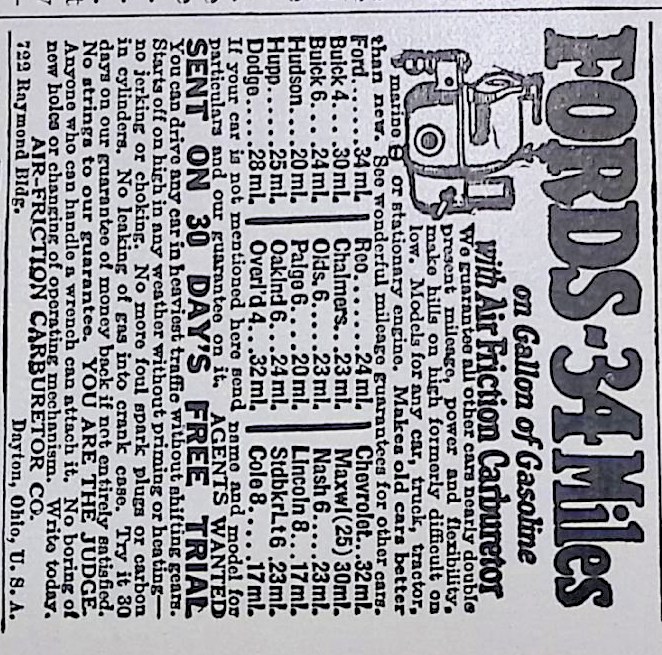 FORDS-34 Miles
on Gallon of Gasoline
with Air Friction Carburetor
We guarantee all other cars nearly double
present mileage, power and flexibility,
make hills on high formerly difficult on
low. Models for any car, truck, tractor,
marine or stationary engine. Makes old cars better
than new. See wonderful mileage guarantees for other cars.
Ford......34 ml. Reo.......24 ml. Chevrolet...32 ml.
Buick 4...30 ml. Chalmers...23 ml. Maxwl (25) 30 ml.
Buick 6...24 ml. Olds. 6....23 ml. Nash 6.....23 ml.
Hudson....20 ml. Paige 6....20 ml. Lincoln 8...17 ml.
Hupp......25 ml. Oaklnd 6...24 ml. StdbkrLt 6 .23 ml.
Dodge.....28 ml. Overl'd 4...32 ml. Cole 8.....17 ml.
If your car is not mentioned here send name and model for
particulars and our guarantee on it. AGENTS WANTED
SENT ON 30 DAY'S FREE TRIAL
You can drive any car in heaviest traffic without shifting gears.
Starts off on high in any weather without priming or heating—
no jerking or choking. No more foul spark plugs or carbon
in cylinders. No leaking of gas into crank case. Try it 30
days on our guarantee of money back if not entirely satisfied.
No strings to our guarantee. YOU ARE THE JUDGE.
Anyone who can handle a wrench can attach it. No boring of
new holes or changing of operating mechanism. Write today.
AIR-FRICTION CARBURETOR CO.
722 Raymond Bldg. Dayton, Ohio, U. S. A.